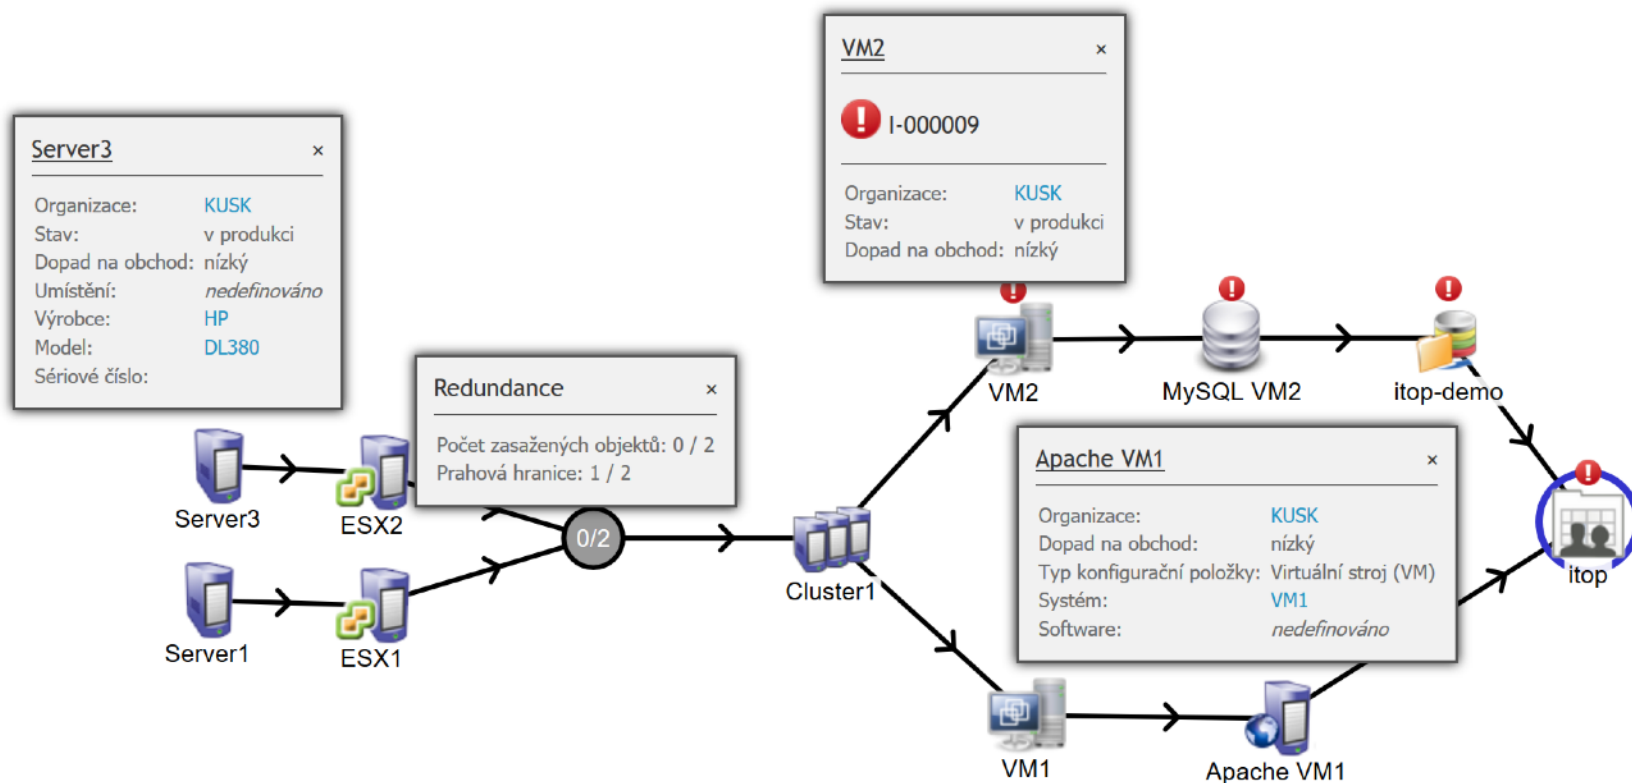 VM2 ×
I-000009
Organizace: KUSK
Stav: v produkci
Dopad na obchod: nízký
Server3 ×
Organizace: KUSK
Stav: v produkci
Dopad na obchod: nízký
Umístění: nedefinováno
Výrobce: HP
Model: DL380
Sériové číslo:
Redundance ×
Počet zasažených objektů: 0 / 2
Prahová hranice: 1 / 2
VM2
MySQL VM2
itop-demo
Apache VM1 ×
Organizace: KUSK
Dopad na obchod: nízký
Typ konfigurační položky: Virtuální stroj (VM)
Systém: VM1
Software: nedefinováno
Server3
ESX2
0/2
Cluster1
itop
Server1
ESX1
VM1
Apache VM1